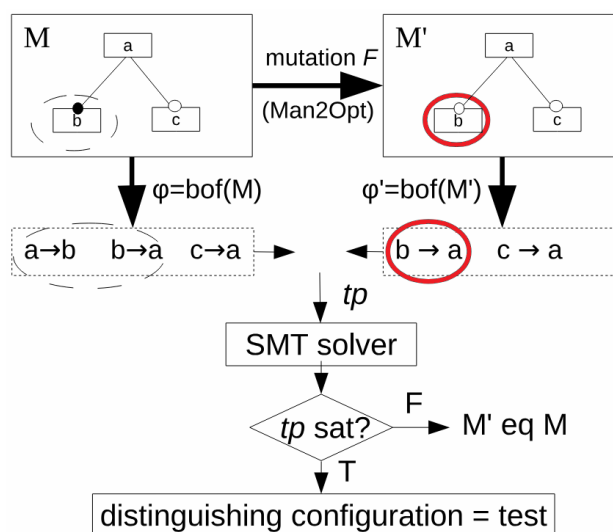 M
a
b
c
mutation F
(Man2Opt)
M'
a
b
c
φ=bof(M)
φ'=bof(M')
a→b b→a c→a
b → a c → a
tp
SMT solver
tp sat?
F
M' eq M
T
distinguishing configuration = test